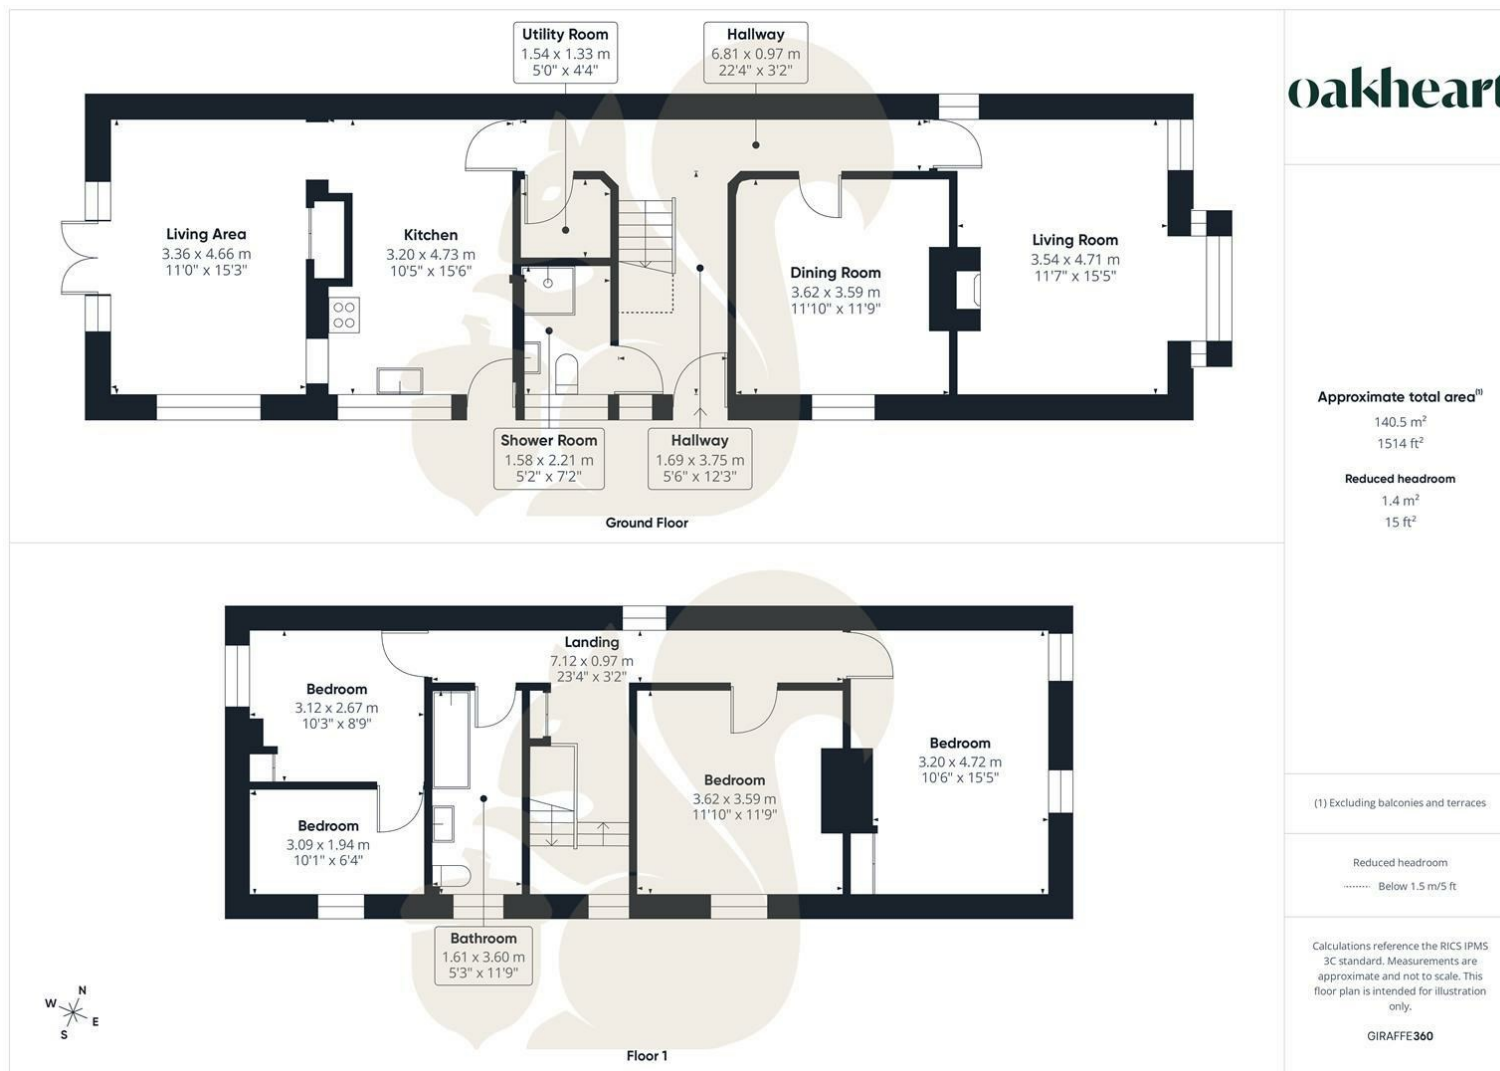 Utility Room
1.54 x 1.33 m
5'0" x 4'4"
Hallway
6.81 x 0.97 m
22'4" x 3'2"
Living Area
3.36 x 4.66 m
11'0" x 15'3"
Kitchen
3.20 x 4.73 m
10'5" x 15'6"
Dining Room
3.62 x 3.59 m
11'10" x 11'9"
Living Room
3.54 x 4.71 m
11'7" x 15'5"
Shower Room
1.58 x 2.21 m
5'2" x 7'2"
Hallway
1.69 x 3.75 m
5'6" x 12'3"
Ground Floor
Landing
7.12 x 0.97 m
23'4" x 3'2"
Bedroom
3.12 x 2.67 m
10'3" x 8'9"
Bedroom
3.09 x 1.94 m
10'1" x 6'4"
Bedroom
3.62 x 3.59 m
11'10" x 11'9"
Bedroom
3.20 x 4.72 m
10'6" x 15'5"
Bathroom
1.61 x 3.60 m
5'3" x 11'9"
N
W
E
S
Floor 1
oakheart
Approximate total area(1)
140.5 m²
1514 ft²
Reduced headroom
1.4 m²
15 ft²
(1) Excluding balconies and terraces
Reduced headroom
Below 1.5 m/5 ft
Calculations reference the RICS IPMS
3C standard. Measurements are
approximate and not to scale. This
floor plan is intended for illustration
only.
GIRAFFE360